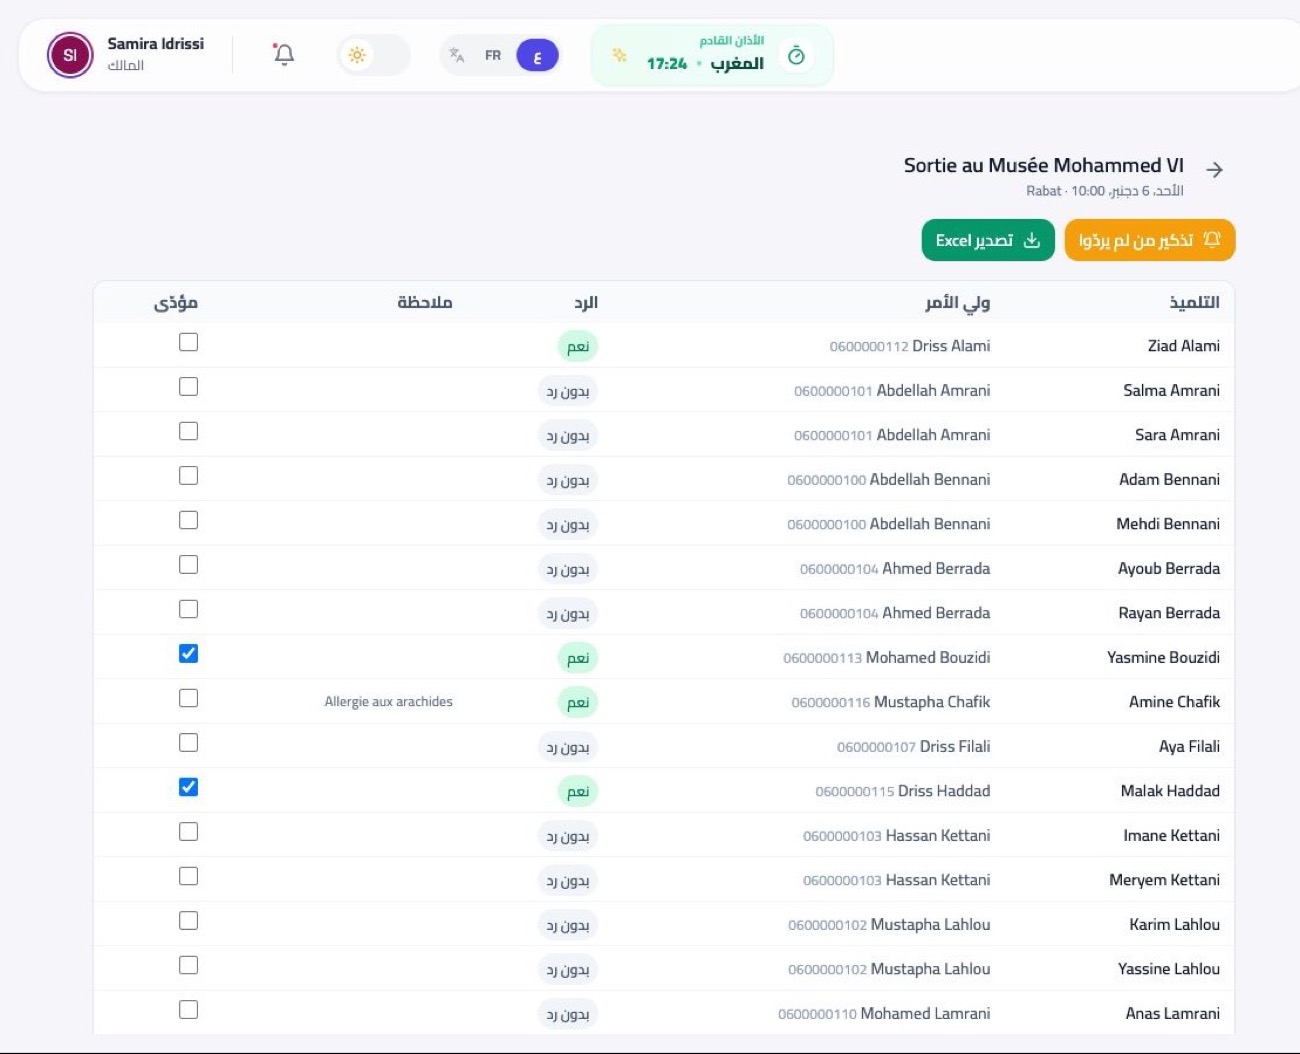 الأذان القادم
المغرب • 17:24
ع FR
Samira Idrissi
المالك
SI
Sortie au Musée Mohammed VI
الأحد، 6 دجنبر، 10:00 · Rabat
تذكير من لم يردّوا
تصدير Excel
التلميذ ولي الأمر الرد ملاحظة مؤدّى
Ziad Alami Driss Alami 0600000112 نعم
Salma Amrani Abdellah Amrani 0600000101 بدون رد
Sara Amrani Abdellah Amrani 0600000101 بدون رد
Adam Bennani Abdellah Bennani 0600000100 بدون رد
Mehdi Bennani Abdellah Bennani 0600000100 بدون رد
Ayoub Berrada Ahmed Berrada 0600000104 بدون رد
Rayan Berrada Ahmed Berrada 0600000104 بدون رد
Yasmine Bouzidi Mohamed Bouzidi 0600000113 نعم
Amine Chafik Mustapha Chafik 0600000116 نعم Allergie aux arachides
Aya Filali Driss Filali 0600000107 بدون رد
Malak Haddad Driss Haddad 0600000115 نعم
Imane Kettani Hassan Kettani 0600000103 بدون رد
Meryem Kettani Hassan Kettani 0600000103 بدون رد
Karim Lahlou Mustapha Lahlou 0600000102 بدون رد
Yassine Lahlou Mustapha Lahlou 0600000102 بدون رد
Anas Lamrani Mohamed Lamrani 0600000110 بدون رد